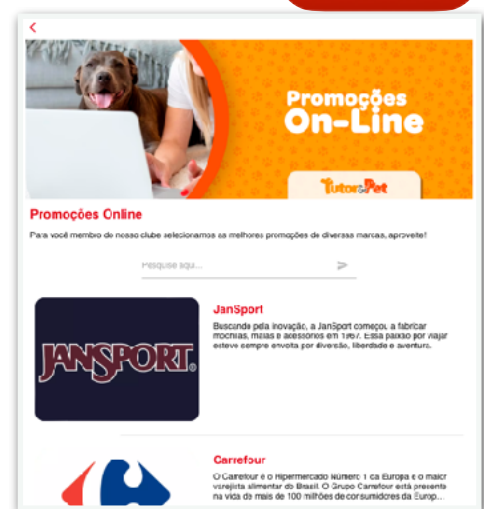 Promoções
On-Line
TutordePet
Promoções Online
Para você membro do nosso clube selecionamos as melhores promoções de diversas marcas, aproveite!
Pesquise aqui...
JanSport
Buscando pela inovação, a JanSport começou a fabricar
mochilas, malas e acessórios em 1967. Essa paixão por viajar
esteve sempre envolta por diversão, liberdade e aventura.
JANSPORT.
Carrefour
O Carrefour é o Hipermercado Número 1 da Europa e o maior
varejista alimentar do Brasil. O Grupo Carrefour está presente
na vida de mais de 100 milhões de consumidores da Europ...